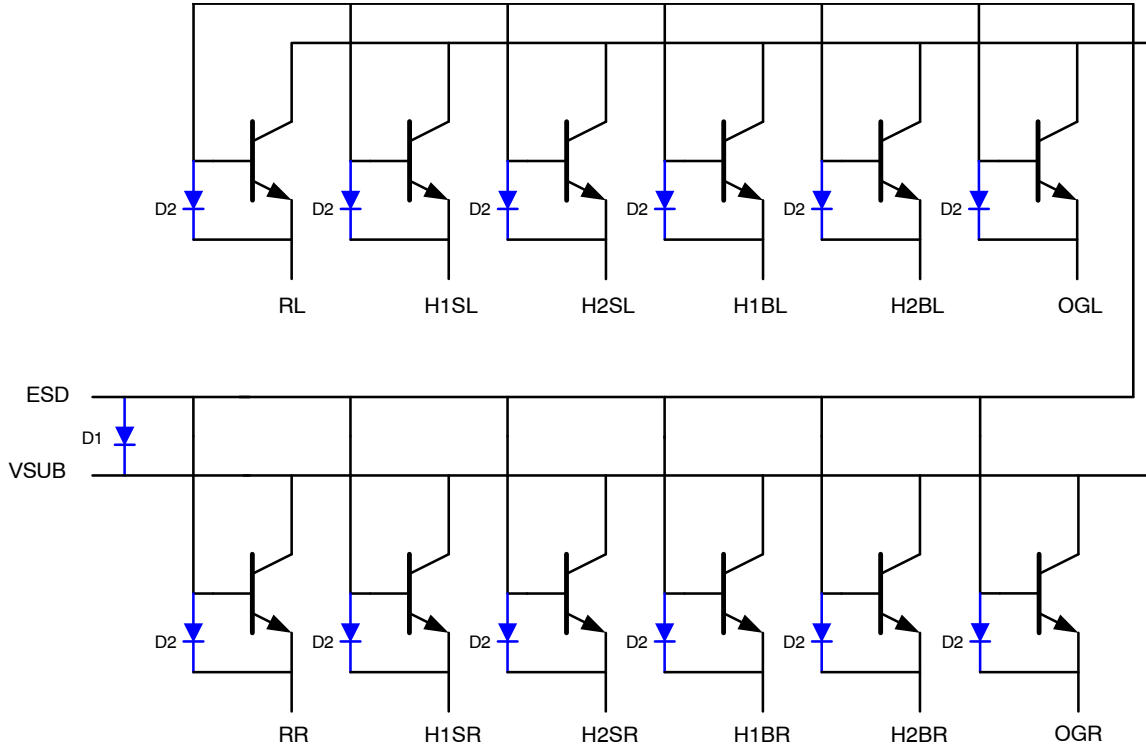 D2 D2 D2 D2 D2 D2
RL H1SL H2SL H1BL H2BL OGL
ESD
D1
VSUB
D2 D2 D2 D2 D2 D2
RR H1SR H2SR H1BR H2BR OGR